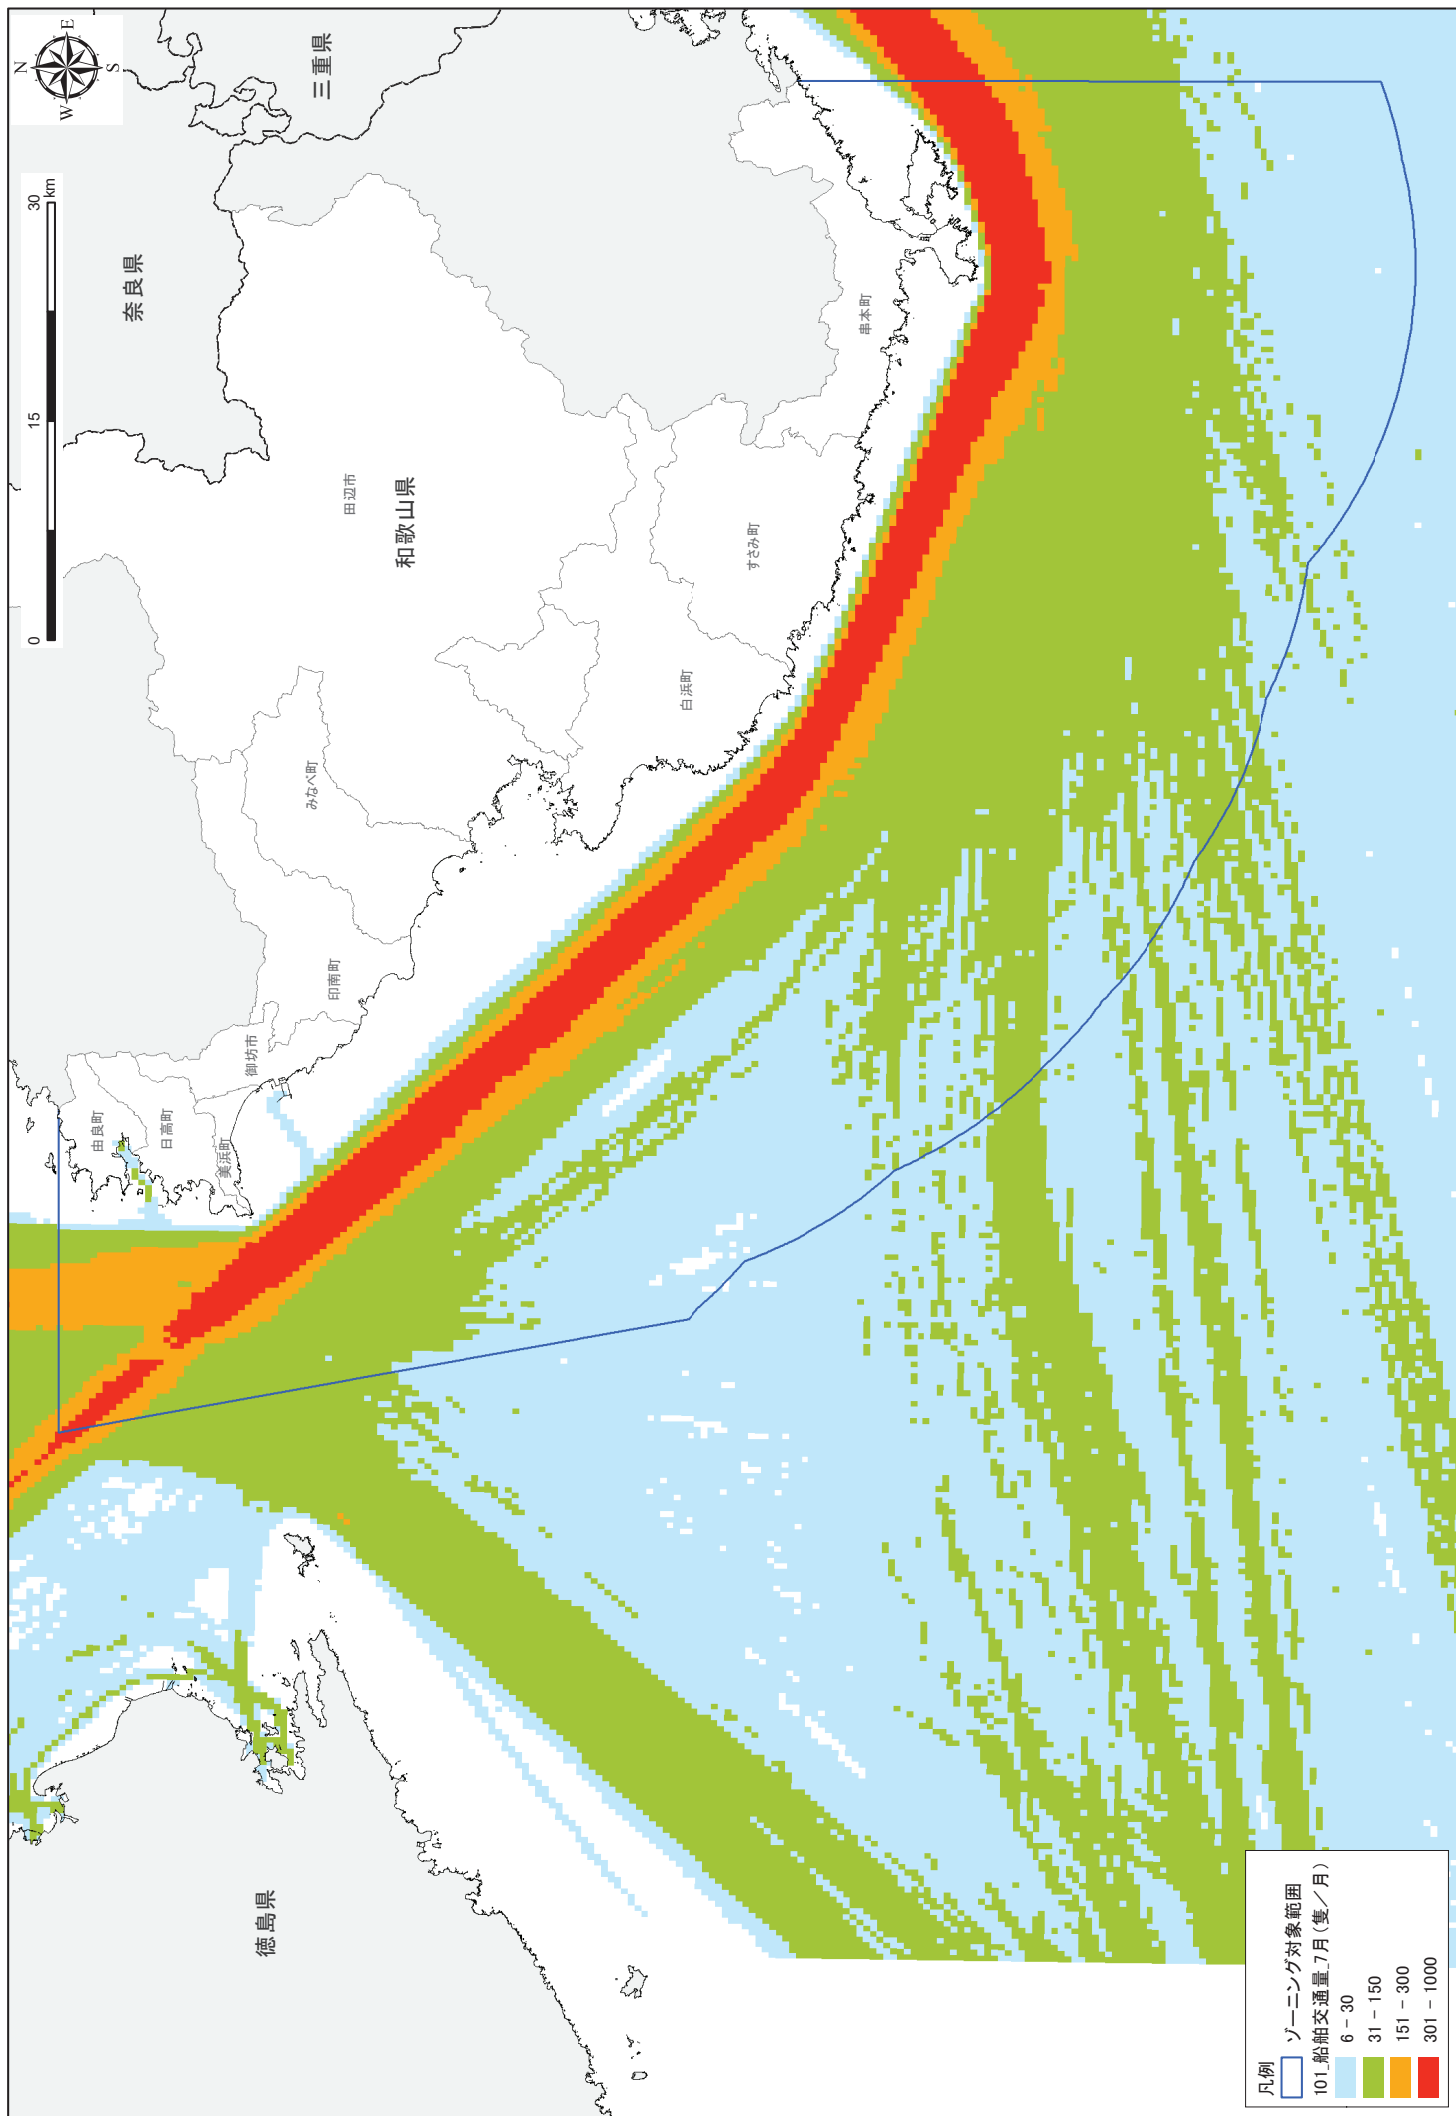 N
W
E
S
0
15
30
km
奈良県
三重県
和歌山県
徳島県
田辺市
みなべ町
印南町
御坊市
由良町
日高町
美浜町
白浜町
すさみ町
串本町
凡例
ゾーニング対象範囲
101_船舶交通量_7月(隻／月)
6 - 30
31 - 150
151 - 300
301 - 1000